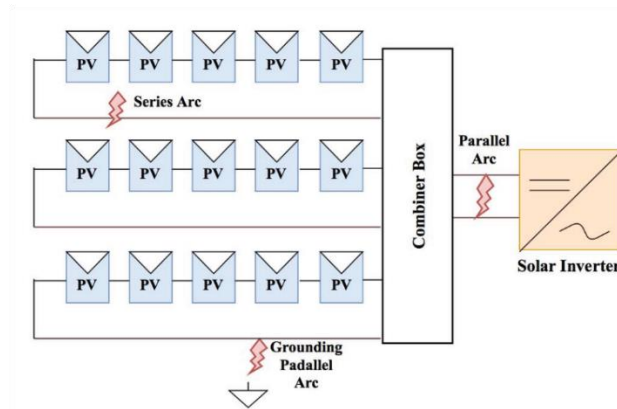 PV PV PV PV PV
Series Arc
PV PV PV PV PV
PV PV PV PV PV
Grounding
Padallel
Arc
Combiner Box
Parallel
Arc
Solar Inverter